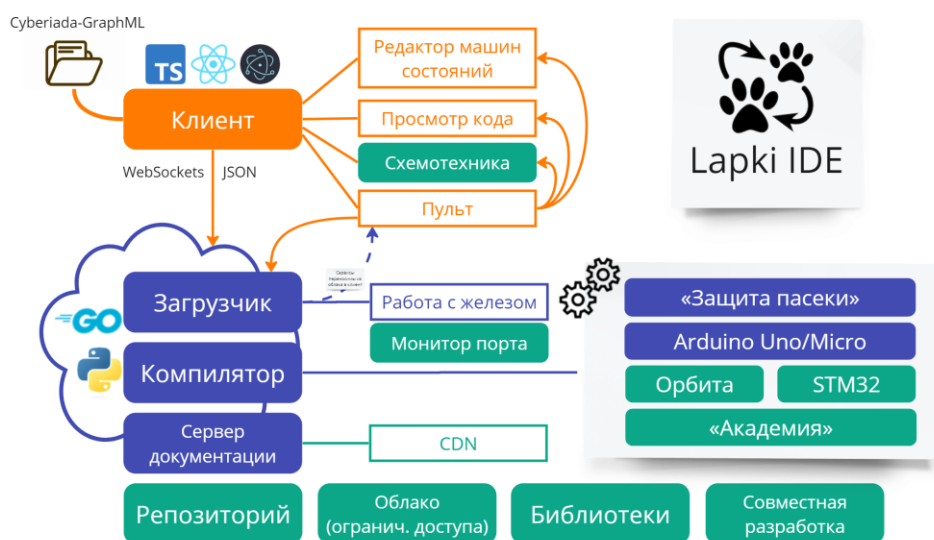 Cyberiada-GraphML
TS
Клиент
Редактор машин
состояний
Просмотр кода
Схемотехника
Пульт
Lapki IDE
WebSockets
JSON
Загрузчик
GO
Компилятор
Сервер
документации
Работа с железом
Монитор порта
CDN
«Защита пасеки»
Arduino Uno/Micro
Орбита
STM32
«Академия»
Репозиторий
Облако
(огранич. доступа)
Библиотеки
Совместная
разработка